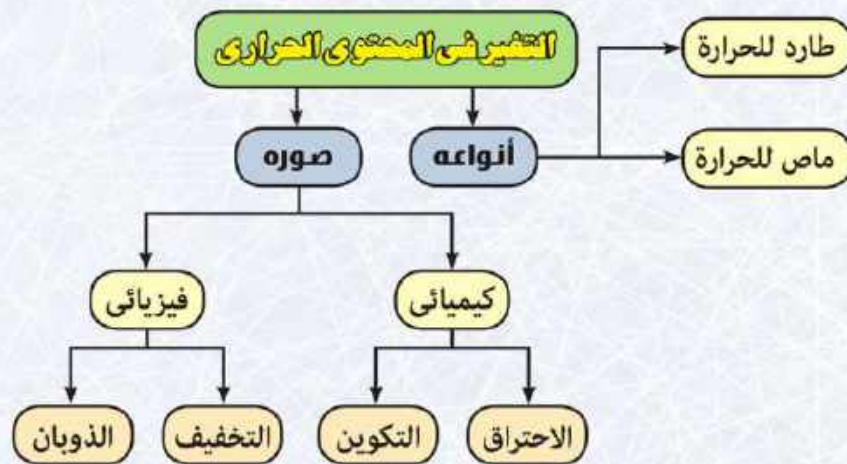 التغير فى المحتوى الحرارى
طارد للحرارة
ماص للحرارة
أنواعه
صوره
كيميائى
فيزيائى
الاحتراق
التكوين
التخفيف
الذوبان